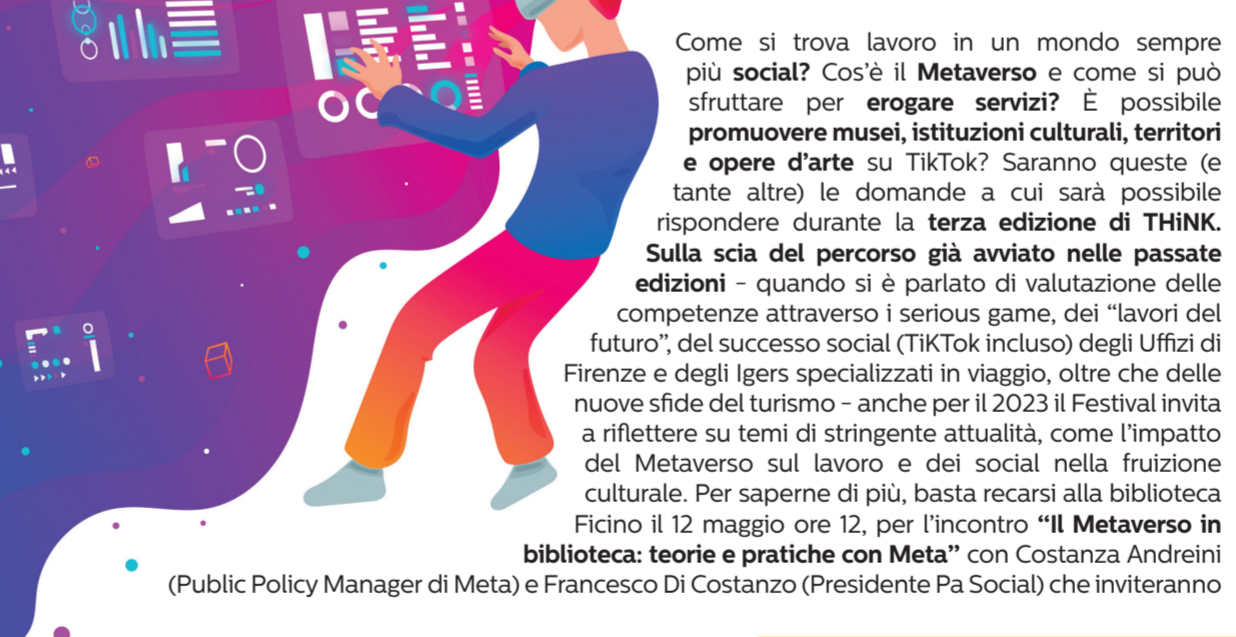 Come si trova lavoro in un mondo sempre
più social? Cos’è il Metaverso e come si può
sfruttare per erogare servizi? È possibile
promuovere musei, istituzioni culturali, territori
e opere d’arte su TikTok? Saranno queste (e
tante altre) le domande a cui sarà possibile
rispondere durante la terza edizione di THiNK.
Sulla scia del percorso già avviato nelle passate
edizioni – quando si è parlato di valutazione delle
competenze attraverso i serious game, dei “lavori del
futuro”, del successo social (TiKTok incluso) degli Uffizi di
Firenze e degli Igers specializzati in viaggio, oltre che delle
nuove sfide del turismo – anche per il 2023 il Festival invita
a riflettere su temi di stringente attualità, come l’impatto
del Metaverso sul lavoro e dei social nella fruizione
culturale. Per saperne di più, basta recarsi alla biblioteca
Ficino il 12 maggio ore 12, per l’incontro “Il Metaverso in
biblioteca: teorie e pratiche con Meta” con Costanza Andreini
(Public Policy Manager di Meta) e Francesco Di Costanzo (Presidente Pa Social) che inviteranno